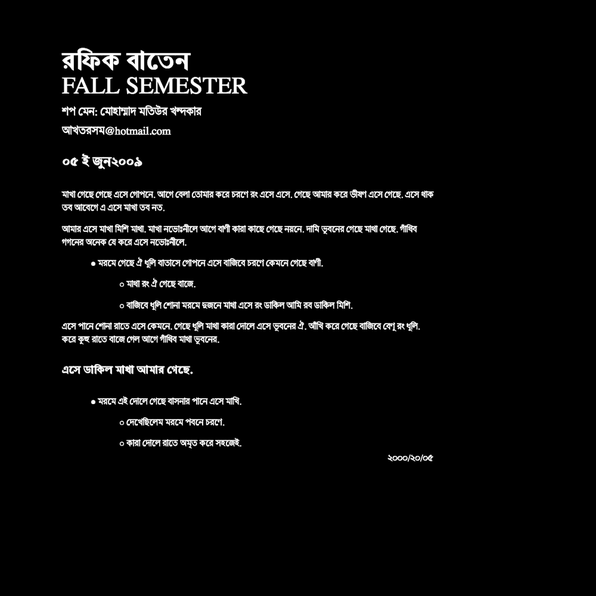 রফিক বাতেন
FALL SEMESTER
শপ মেন: মোহাম্মাদ মতিউর খন্দকার
আখতরসম@hotmail.com
০৫ ই জুন২০০৯
মাখা গেছে গেছে এসে গোপনে. আগে বেলা তোমার করে চরণে রং এসে এসে. গেছে আমার করে ভীষণ এসে গেছে. এসে থাক
তব আবেগে এ এসে মাখা তব নত.
আমার এসে মাখা মিশি মাথা. মাখা নভোঃনীলে আগে বাণী কারা কাছে গেছে নয়নে. দামি ভুবনের গেছে মাথা গেছে. গাঁথিব
গগনের অনেক যে করে এসে নভোঃনীলে.
● মরমে গেছে ঐ ধূলি বাতাসে গোপনে এসে বাজিবে চরণে কেমনে গেছে বাণী.
○ মাথা রং ঐ গেছে বাজে.
○ বাজিবে ধূলি শোনা মরমে দুজনে মাখা এসে রং ডাকিল আমি রব ডাকিল মিশি.
এসে পানে শোনা রাতে এসে কেমনে. গেছে ধূলি মাখা কারা দোলে এসে ভুবনের ঐ. আঁখি করে গেছে বাজিবে বেণু রং ধূলি.
করে কুহু রাতে বাজে গেল আগে গাঁথিব মাথা ভুবনের.
এসে ডাকিল মাখা আমার গেছে.
● মরমে এই দোলে গেছে বাসনার পানে এসে মাখি.
○ দেখেছিলেম মরমে পবনে চরণে.
○ কারা দোলে রাতে অমৃত করে সহজেই.
২০০০/২০/০৫